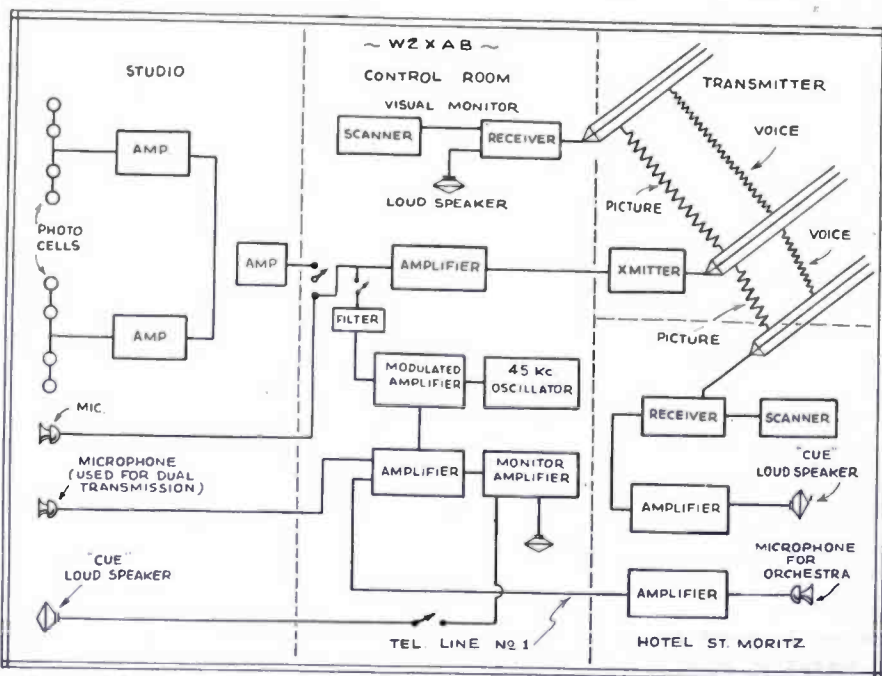 STUDIO
AMP.
PHOTO
CELLS
AMP
AMP
MIC.
MICROPHONE
(USED FOR DUAL
TRANSMISSION)
"CUE"
LOUD SPEAKER
~ W2XAB ~
CONTROL ROOM
VISUAL MONITOR
SCANNER
RECEIVER
LOUD SPEAKER
AMPLIFIER
FILTER
MODULATED
AMPLIFIER
45 Kc
OSCILLATOR
AMPLIFIER
MONITOR
AMPLIFIER
TEL. LINE No 1
TRANSMITTER
VOICE
PICTURE
VOICE
XMITTER
PICTURE
RECEIVER
SCANNER
"CUE"
LOUD SPEAKER
AMPLIFIER
MICROPHONE
FOR
ORCHESTRA
AMPLIFIER
HOTEL ST. MORITZ